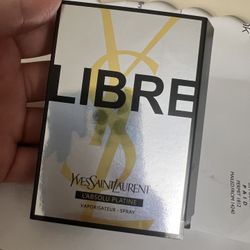 LIBRE
YVESSAINTLAURENT
L'ABSOLU PLATINE
VAPORISATEUR - SPRAY